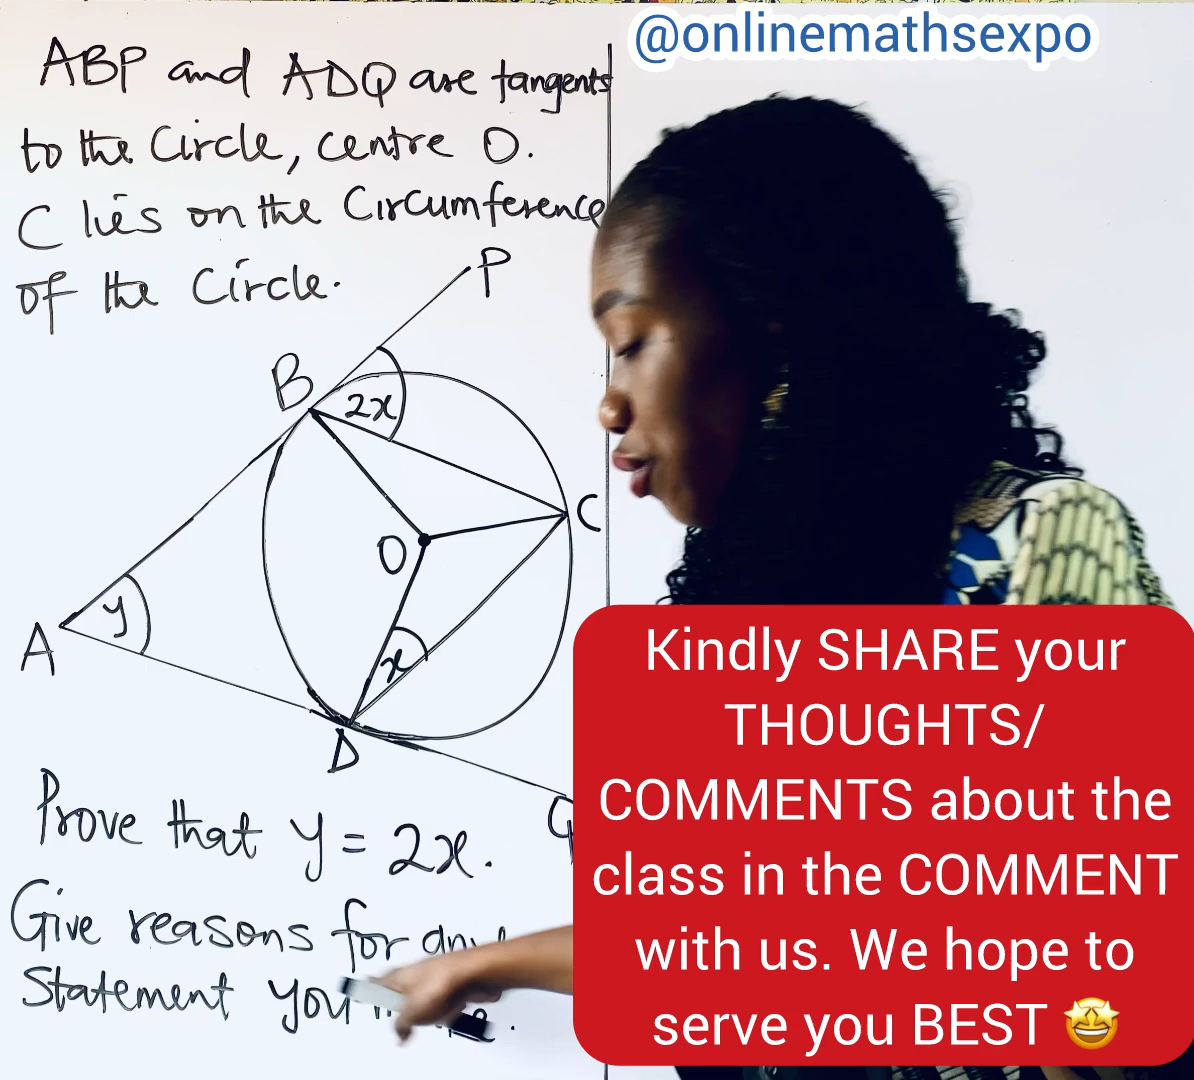 @onlinemathsexpo
ABP and ADQ are tangents
to the Circle, centre O.
C lies on the Circumference
of the Circle.
P
B
2x
C
O
y
A
x
D
Prove that y = 2x.
Give reasons for any
Statement you
Kindly SHARE your
THOUGHTS/
COMMENTS about the
class in the COMMENT
with us. We hope to
serve you BEST 🤩